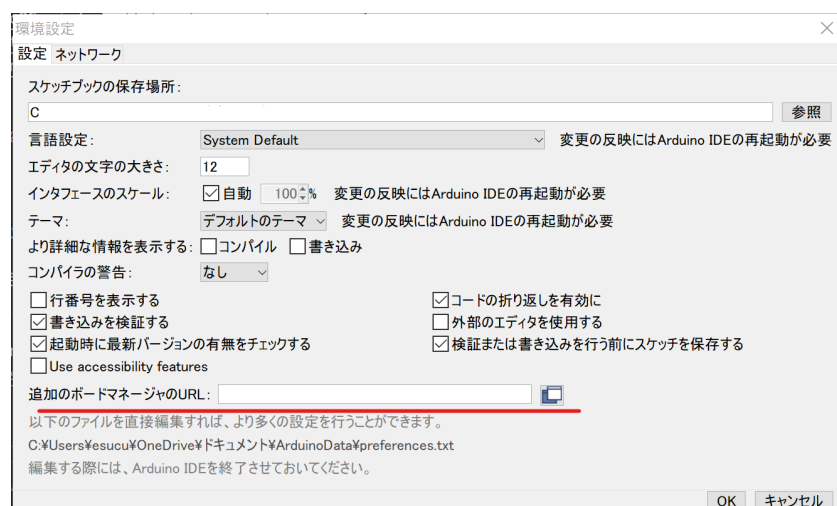 環境設定
設定 ネットワーク
スケッチブックの保存場所:
C 参照
言語設定: System Default 変更の反映にはArduino IDEの再起動が必要
エディタの文字の大きさ: 12
インタフェースのスケール: 自動 100 % 変更の反映にはArduino IDEの再起動が必要
テーマ: デフォルトのテーマ 変更の反映にはArduino IDEの再起動が必要
より詳細な情報を表示する: コンパイル 書き込み
コンパイラの警告: なし
行番号を表示する コードの折り返しを有効に
書き込みを検証する 外部のエディタを使用する
起動時に最新バージョンの有無をチェックする 検証または書き込みを行う前にスケッチを保存する
Use accessibility features
追加のボードマネージャのURL:
以下のファイルを直接編集すれば、より多くの設定を行うことができます。
C:¥Users¥esucu¥OneDrive¥ドキュメント¥ArduinoData¥preferences.txt
編集する際には、Arduino IDEを終了させておいてください。
OK キャンセル